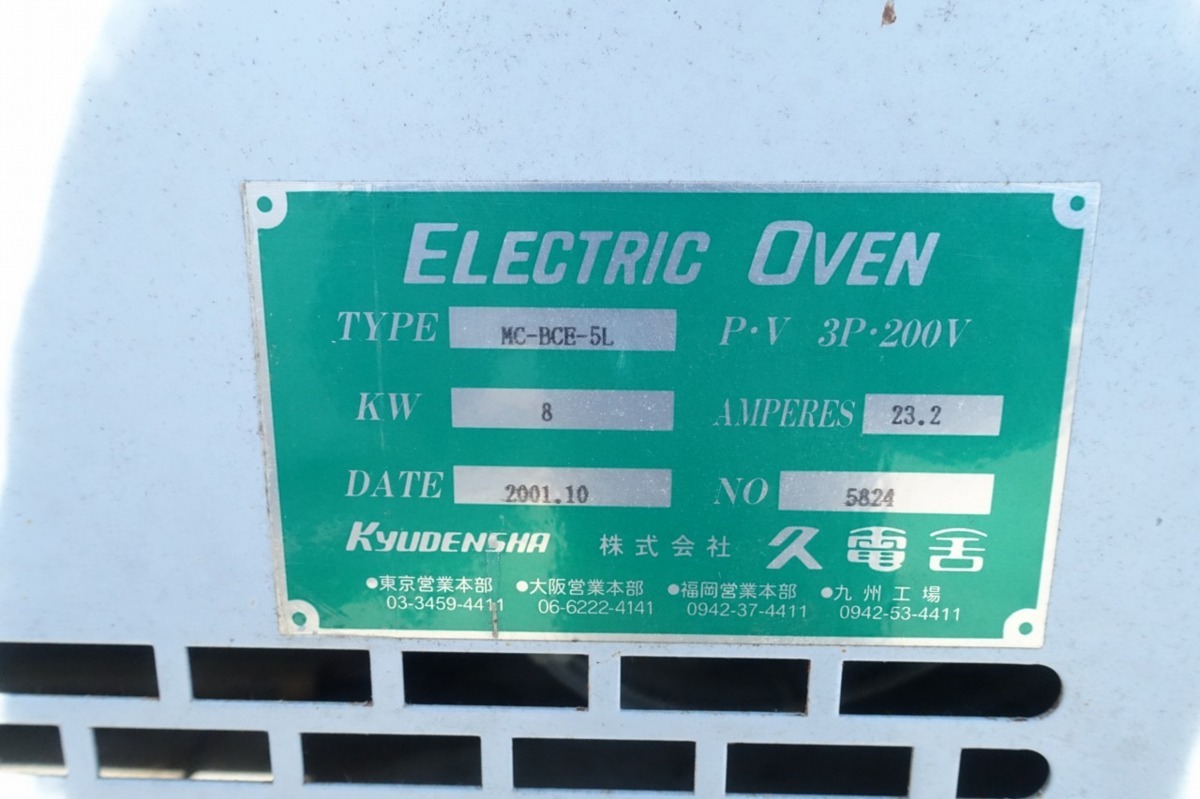 ELECTRIC OVEN
TYPE MC-BCE-5L P・V 3P・200V
KW 8 AMPERES 23.2
DATE 2001.10 NO 5824
KYUDENSHA 株式会社 久電舎
●東京営業本部 ●大阪営業本部 ●福岡営業本部 ●九州工場
03-3459-4411 06-6222-4141 0942-37-4411 0942-53-4411